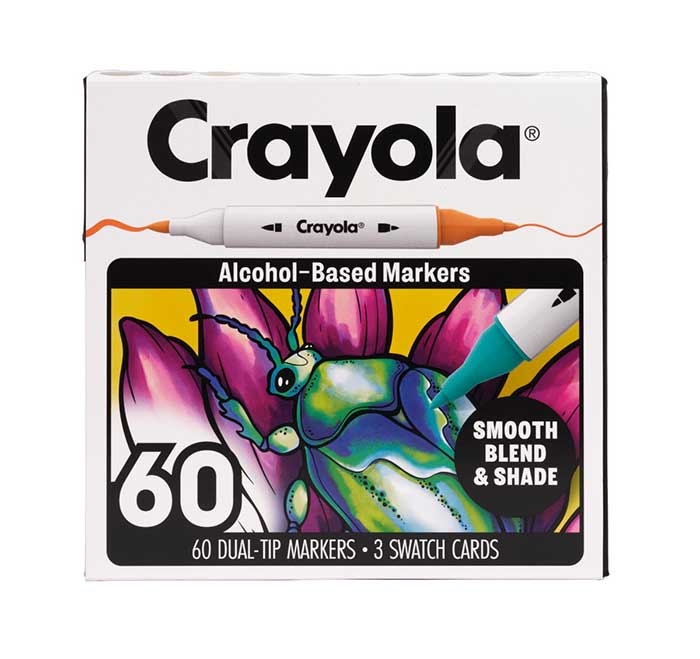 Crayola®
Crayola®
Alcohol-Based Markers
SMOOTH
BLEND
& SHADE
60
60 DUAL-TIP MARKERS • 3 SWATCH CARDS